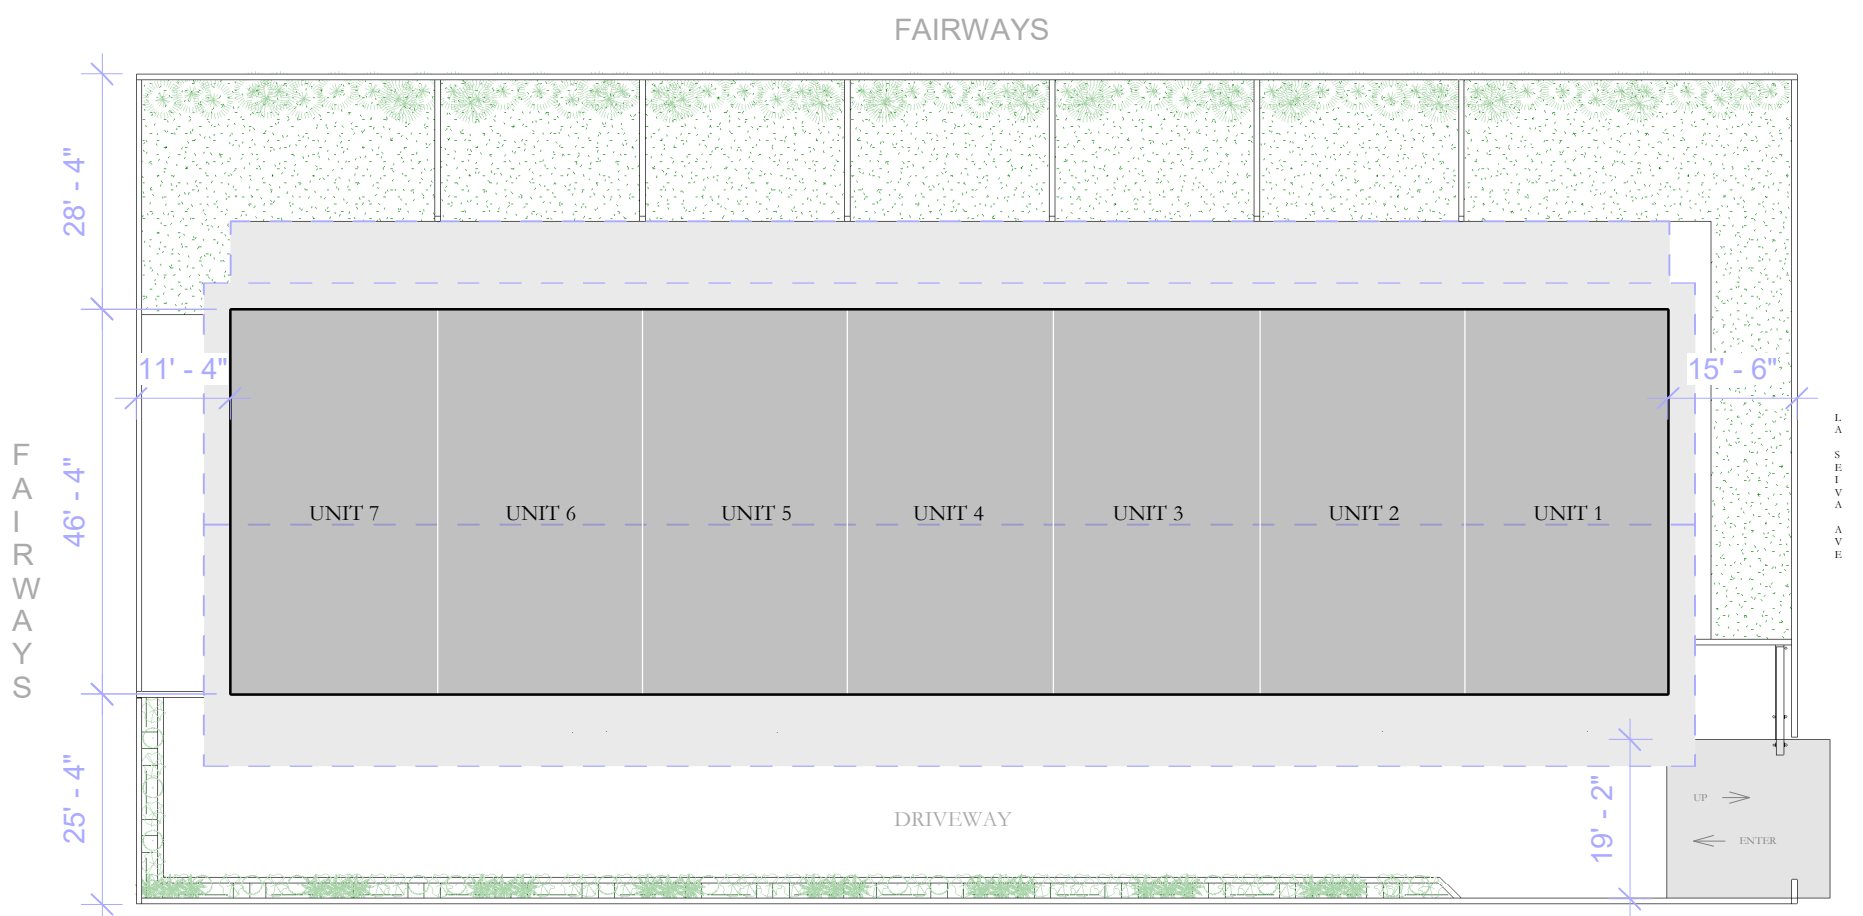 FAIRWAYS
28' - 4"
11' - 4"
15' - 6"
FAIRWAYS
46' - 4"
LA SELVA AVE
UNIT 7
UNIT 6
UNIT 5
UNIT 4
UNIT 3
UNIT 2
UNIT 1
25' - 4"
19' - 2"
UP
DRIVEWAY
ENTER